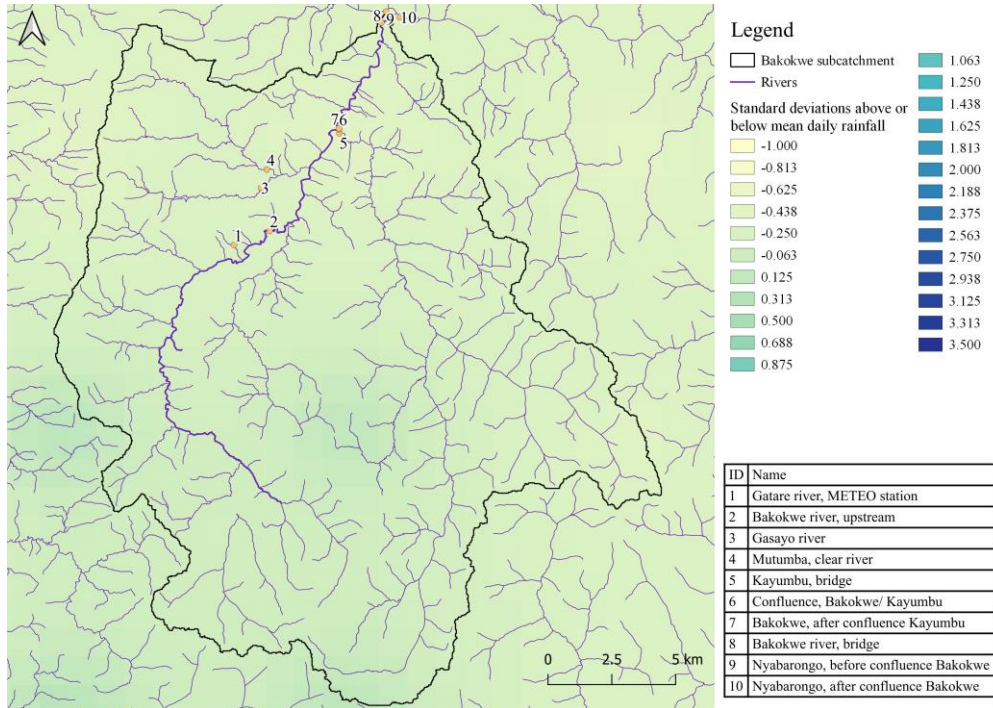 8
9
10
76
5
4
3
2
1
0 2.5 5 km
Legend
Bakokwe subcatchment
Rivers
Standard deviations above or
below mean daily rainfall
-1.000
-0.813
-0.625
-0.438
-0.250
-0.063
0.125
0.313
0.500
0.688
0.875
1.063
1.250
1.438
1.625
1.813
2.000
2.188
2.375
2.563
2.750
2.938
3.125
3.313
3.500
ID Name
1 Gatare river, METEO station
2 Bakokwe river, upstream
3 Gasayo river
4 Mutumba, clear river
5 Kayumbu, bridge
6 Confluence, Bakokwe/ Kayumbu
7 Bakokwe, after confluence Kayumbu
8 Bakokwe river, bridge
9 Nyabarongo, before confluence Bakokwe
10 Nyabarongo, after confluence Bakokwe